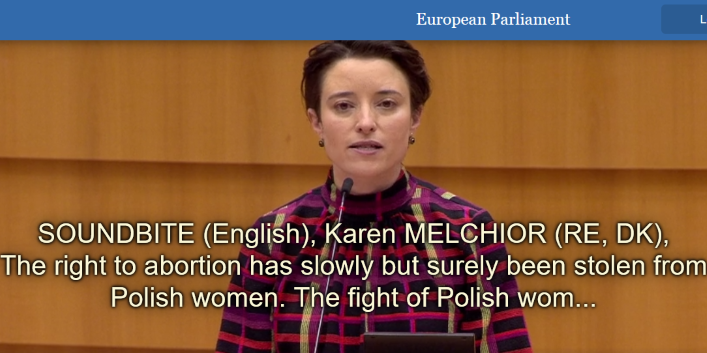 European Parliament
L
SOUNDBITE (English), Karen MELCHIOR (RE, DK),
The right to abortion has slowly but surely been stolen from
Polish women. The fight of Polish wom...